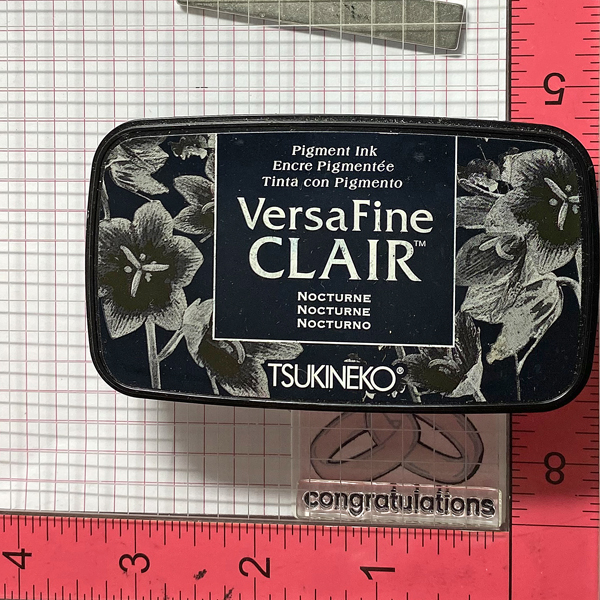 5
Pigment Ink
Encre Pigmentée
Tinta con Pigmento
VersaFine
CLAIR™
NOCTURNE
NOCTURNE
NOCTURNO
TSUKINEKO®
8
congratulations
4 3 2 1